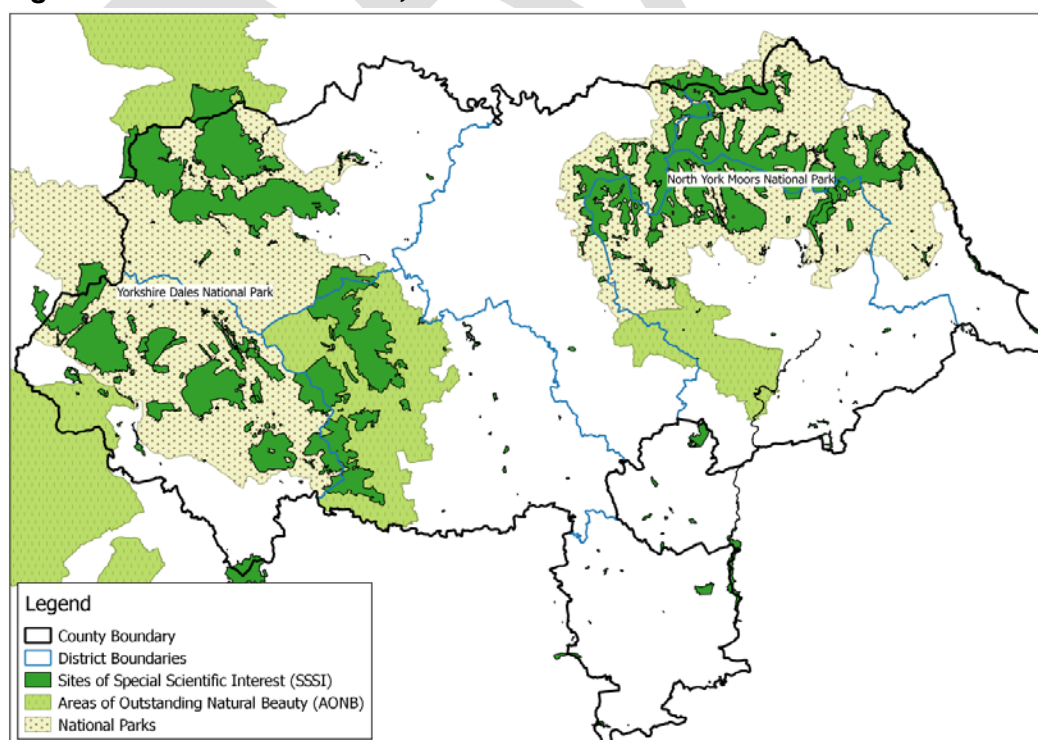 North York Moors National Park
Yorkshire Dales National Park
Legend
County Boundary
District Boundaries
Sites of Special Scientific Interest (SSSI)
Areas of Outstanding Natural Beauty (AONB)
National Parks